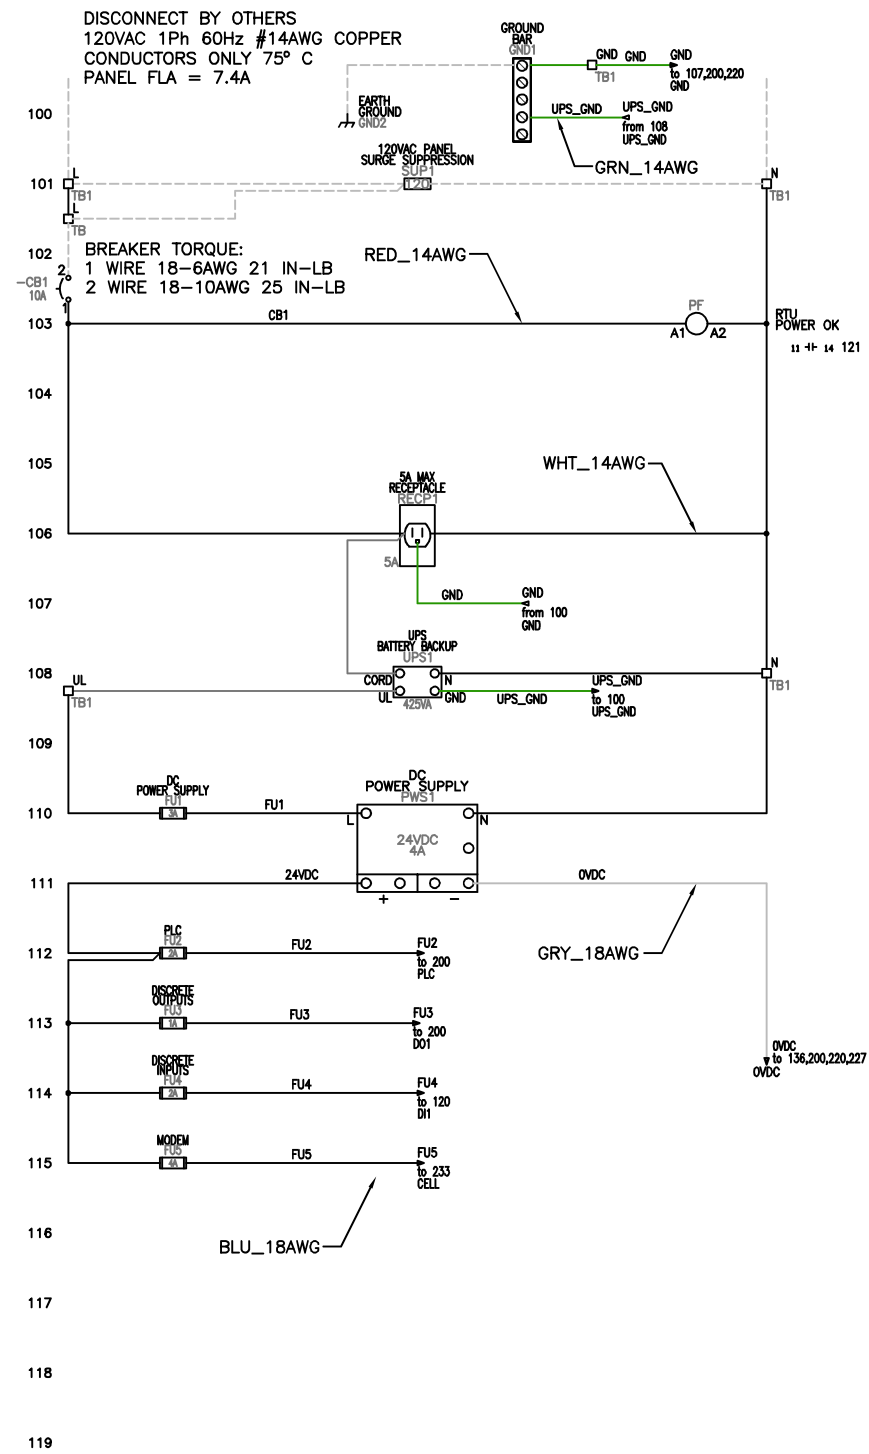 DISCONNECT BY OTHERS
120VAC 1Ph 60Hz #14AWG COPPER
CONDUCTORS ONLY 75° C
PANEL FLA = 7.4A
GROUND
BAR
GND1
GND GND
TB1
GND
to 107,200,220
GND
100
EARTH
GROUND
GND2
UPS_GND
UPS_GND
from 108
UPS_GND
GRN_14AWG
120VAC PANEL
SURGE SUPPRESSION
SUP1
120
101
L
TB1
L
TB
N
TB1
102
BREAKER TORQUE:
1 WIRE 18-6AWG 21 IN-LB
2 WIRE 18-10AWG 25 IN-LB
RED_14AWG
2
-CB1
10A
1
103
CB1
PF
A1 A2
RTU
POWER OK
11 14 121
104
105
WHT_14AWG
5A MAX
RECEPTACLE
RECP1
106
5A
107
GND
GND
from 100
GND
UPS
BATTERY BACKUP
UPS1
108
UL
TB1
CORD
UL
425VA
N
GND
UPS_GND
UPS_GND
to 100
UPS_GND
N
TB1
109
DC
POWER SUPPLY
FU1
3A
FU1
DC
POWER SUPPLY
PWS1
110
L
N
24VDC
4A
111
24VDC
+
-
0VDC
PLC
FU2
2A
112
FU2
FU2
to 200
PLC
GRY_18AWG
DISCRETE
OUTPUTS
FU3
1A
113
FU3
FU3
to 200
DO1
0VDC
to 136,200,220,227
0VDC
DISCRETE
INPUTS
FU4
2A
114
FU4
FU4
to 120
DI1
MODEM
FU5
4A
115
FU5
FU5
to 233
CELL
116
BLU_18AWG
117
118
119